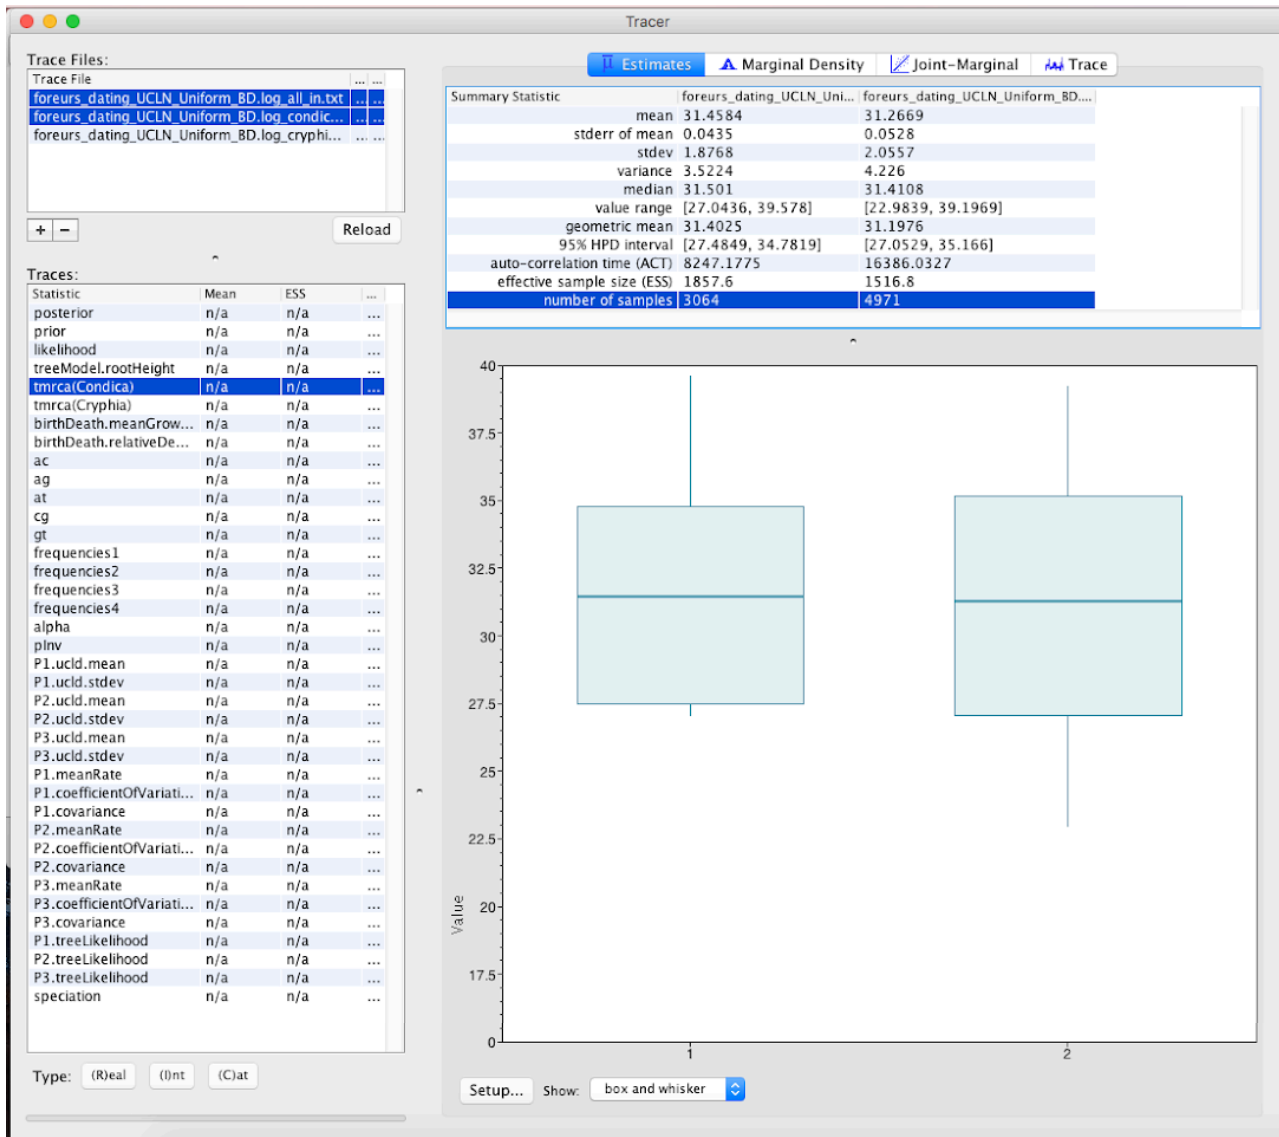 Tracer
Trace Files:
Trace File ... ...
foreurs_dating_UCLN_Uniform_BD.log_all_in.txt ... ...
foreurs_dating_UCLN_Uniform_BD.log_condic... ... ...
foreurs_dating_UCLN_Uniform_BD.log_cryphi... ... ...
+ − Reload
Traces:
Statistic Mean ESS ...
posterior n/a n/a ...
prior n/a n/a ...
likelihood n/a n/a ...
treeModel.rootHeight n/a n/a ...
tmrca(Condica) n/a n/a ...
tmrca(Cryphia) n/a n/a ...
birthDeath.meanGrow... n/a n/a ...
birthDeath.relativeDe... n/a n/a ...
ac n/a n/a ...
ag n/a n/a ...
at n/a n/a ...
cg n/a n/a ...
gt n/a n/a ...
frequencies1 n/a n/a ...
frequencies2 n/a n/a ...
frequencies3 n/a n/a ...
frequencies4 n/a n/a ...
alpha n/a n/a ...
pInv n/a n/a ...
P1.ucld.mean n/a n/a ...
P1.ucld.stdev n/a n/a ...
P2.ucld.mean n/a n/a ...
P2.ucld.stdev n/a n/a ...
P3.ucld.mean n/a n/a ...
P3.ucld.stdev n/a n/a ...
P1.meanRate n/a n/a ...
P1.coefficientOfVariati... n/a n/a ...
P1.covariance n/a n/a ...
P2.meanRate n/a n/a ...
P2.coefficientOfVariati... n/a n/a ...
P2.covariance n/a n/a ...
P3.meanRate n/a n/a ...
P3.coefficientOfVariati... n/a n/a ...
P3.covariance n/a n/a ...
P1.treeLikelihood n/a n/a ...
P2.treeLikelihood n/a n/a ...
P3.treeLikelihood n/a n/a ...
speciation n/a n/a ...
Type: (R)eal (I)nt (C)at
Estimates Marginal Density Joint-Marginal Trace
Summary Statistic foreurs_dating_UCLN_Uni... foreurs_dating_UCLN_Uniform_BD....
mean 31.4584 31.2669
stderr of mean 0.0435 0.0528
stdev 1.8768 2.0557
variance 3.5224 4.226
median 31.501 31.4108
value range [27.0436, 39.578] [22.9839, 39.1969]
geometric mean 31.4025 31.1976
95% HPD interval [27.4849, 34.7819] [27.0529, 35.166]
auto-correlation time (ACT) 8247.1775 16386.0327
effective sample size (ESS) 1857.6 1516.8
number of samples 3064 4971
40
37.5
35
32.5
30
27.5
25
22.5
20
17.5
0
Value
1 2
Setup... Show: box and whisker